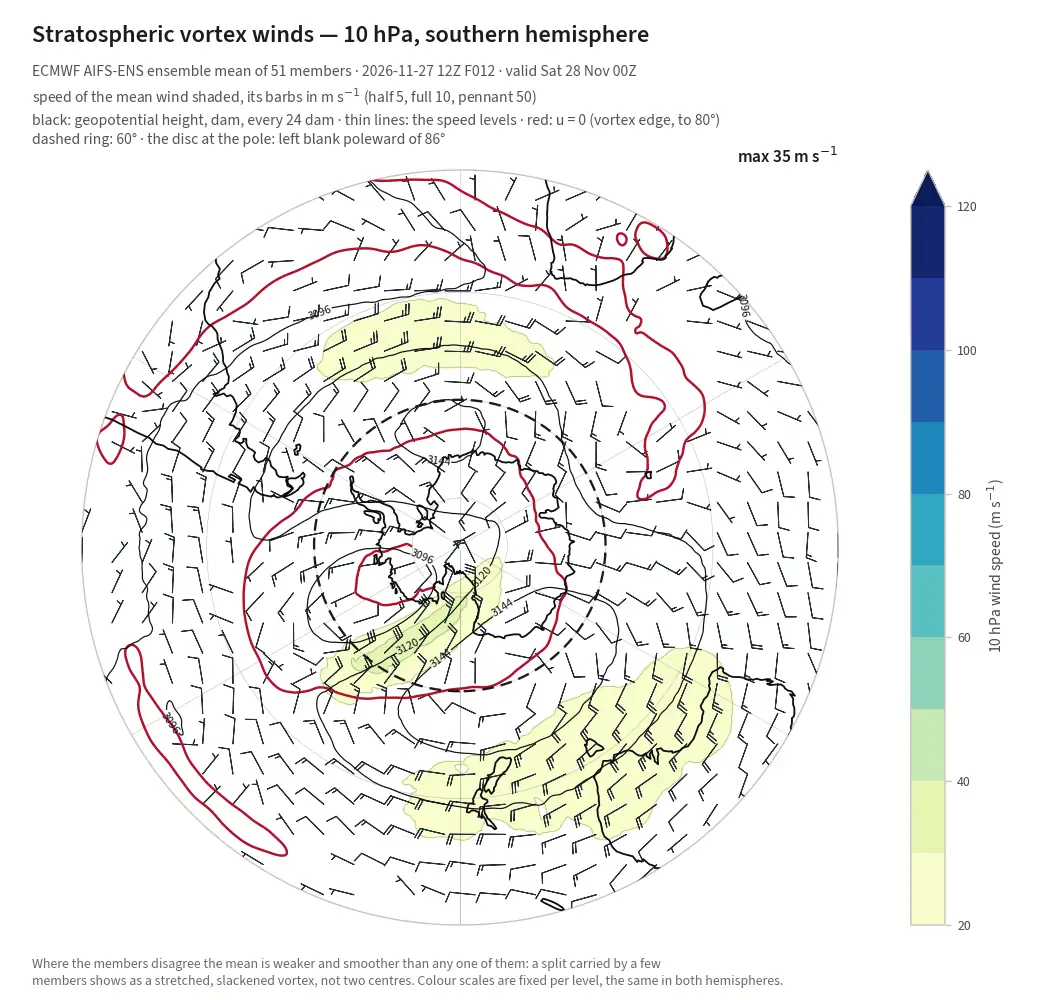 Stratospheric vortex winds — 10 hPa, southern hemisphere
ECMWF AIFS-ENS ensemble mean of 51 members · 2026-11-27 12Z F012 · valid Sat 28 Nov 00Z
speed of the mean wind shaded, its barbs in m s⁻¹ (half 5, full 10, pennant 50)
black: geopotential height, dam, every 24 dam · thin lines: the speed levels · red: u = 0 (vortex edge, to 80°)
dashed ring: 60° · the disc at the pole: left blank poleward of 86°
max 35 m s⁻¹
120
100
80
60
40
20
10 hPa wind speed (m s⁻¹)
3096
3096
3144
3096
3120
3144
3120
3144
3096
Where the members disagree the mean is weaker and smoother than any one of them: a split carried by a few
members shows as a stretched, slackened vortex, not two centres. Colour scales are fixed per level, the same in both hemispheres.